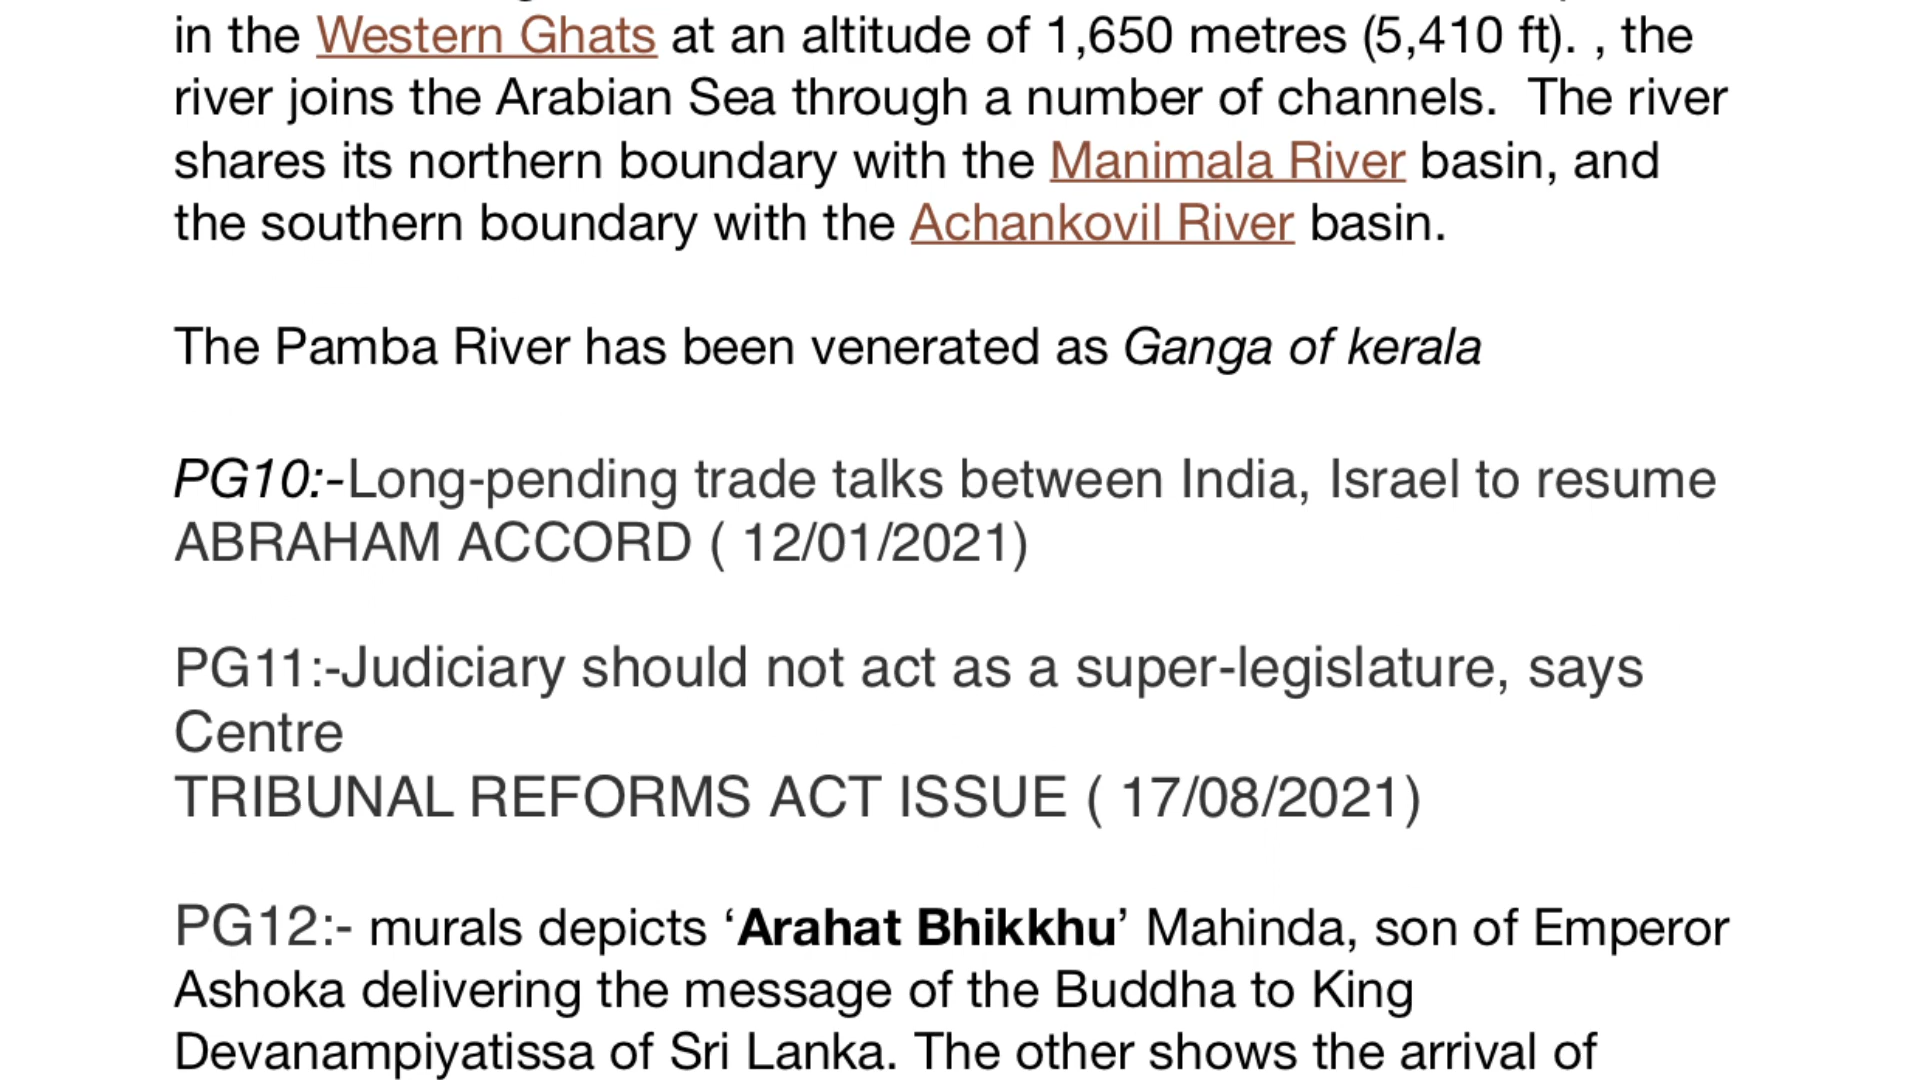 in the Western Ghats at an altitude of 1,650 metres (5,410 ft). , the
river joins the Arabian Sea through a number of channels.  The river
shares its northern boundary with the Manimala River basin, and
the southern boundary with the Achankovil River basin.
The Pamba River has been venerated as Ganga of kerala
PG10:-Long-pending trade talks between India, Israel to resume
ABRAHAM ACCORD ( 12/01/2021)
PG11:-Judiciary should not act as a super-legislature, says
Centre
TRIBUNAL REFORMS ACT ISSUE ( 17/08/2021)
PG12:- murals depicts ‘Arahat Bhikkhu’ Mahinda, son of Emperor
Ashoka delivering the message of the Buddha to King
Devanampiyatissa of Sri Lanka. The other shows the arrival of